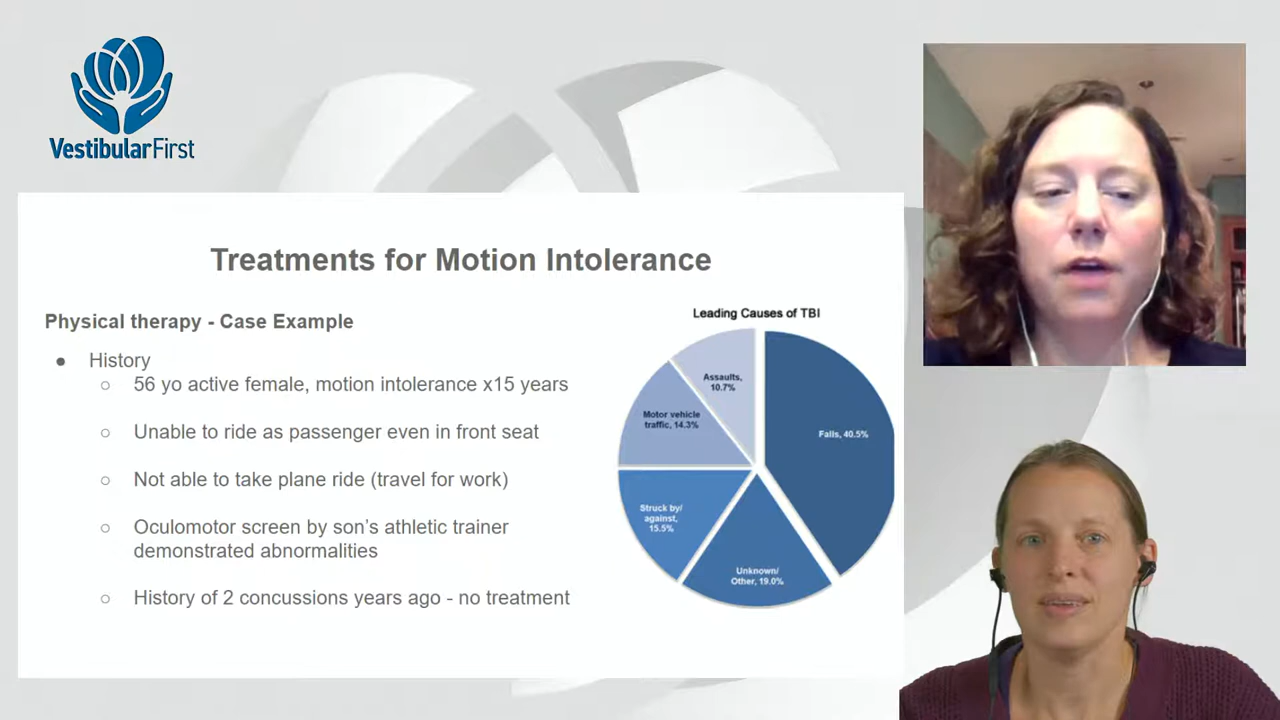 VestibularFirst
Treatments for Motion Intolerance
Physical therapy - Case Example
● History
○ 56 yo active female, motion intolerance x15 years
○ Unable to ride as passenger even in front seat
○ Not able to take plane ride (travel for work)
○ Oculomotor screen by son's athletic trainer
demonstrated abnormalities
○ History of 2 concussions years ago - no treatment
Leading Causes of TBI
Assaults,
10.7%
Motor vehicle
traffic, 14.3%
Falls, 40.5%
Struck by/
against,
15.5%
Unknown/
Other, 19.0%